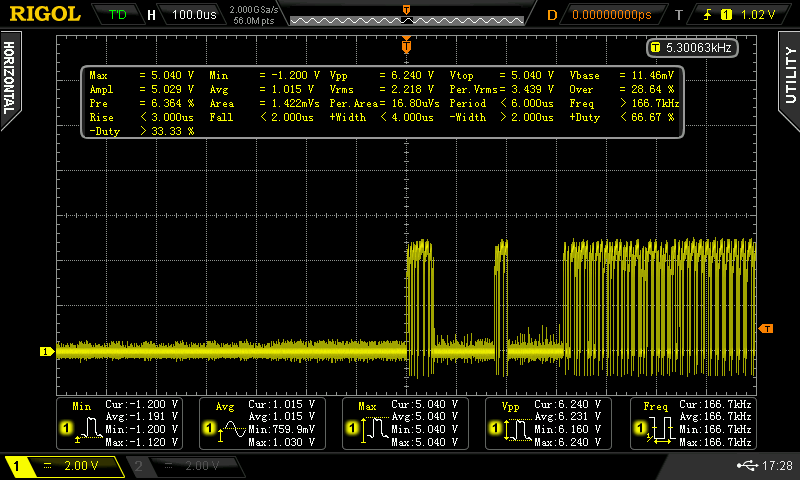 RIGOL T'D H 100.0us 2.000GSa/s 56.0M pts D 0.00000000ps T 1 1.02 V
HORIZONTAL
UTILITY
T
T 5.30063kHz
Max = 5.040 V Min = -1.200 V Vpp = 6.240 V Vtop = 5.040 V Vbase = 11.46mV
Ampl = 5.029 V Avg = 1.015 V Vrms = 2.218 V Per.Vrms= 3.439 V Over = 28.64 %
Pre = 6.364 % Area = 1.422mVs Per.Area= 16.80uVs Period < 6.000us Freq > 166.7kHz
Rise < 3.000us Fall < 2.000us +Width < 4.000us -Width > 2.000us +Duty < 66.67 %
-Duty > 33.33 %
T
1
Min Cur:-1.200 V
Avg:-1.191 V
1 Min:-1.200 V
Max:-1.120 V
Avg Cur:1.015 V
Avg:1.015 V
1 Min:759.9mV
Max:1.030 V
Max Cur:5.040 V
Avg:5.040 V
1 Min:5.040 V
Max:5.040 V
Vpp Cur:6.240 V
Avg:6.231 V
1 Min:6.160 V
Max:6.240 V
Freq Cur:166.7kHz
Avg:166.7kHz
1 Min:166.7kHz
Max:166.7kHz
1 2.00 V 2 2.00 V 17:28